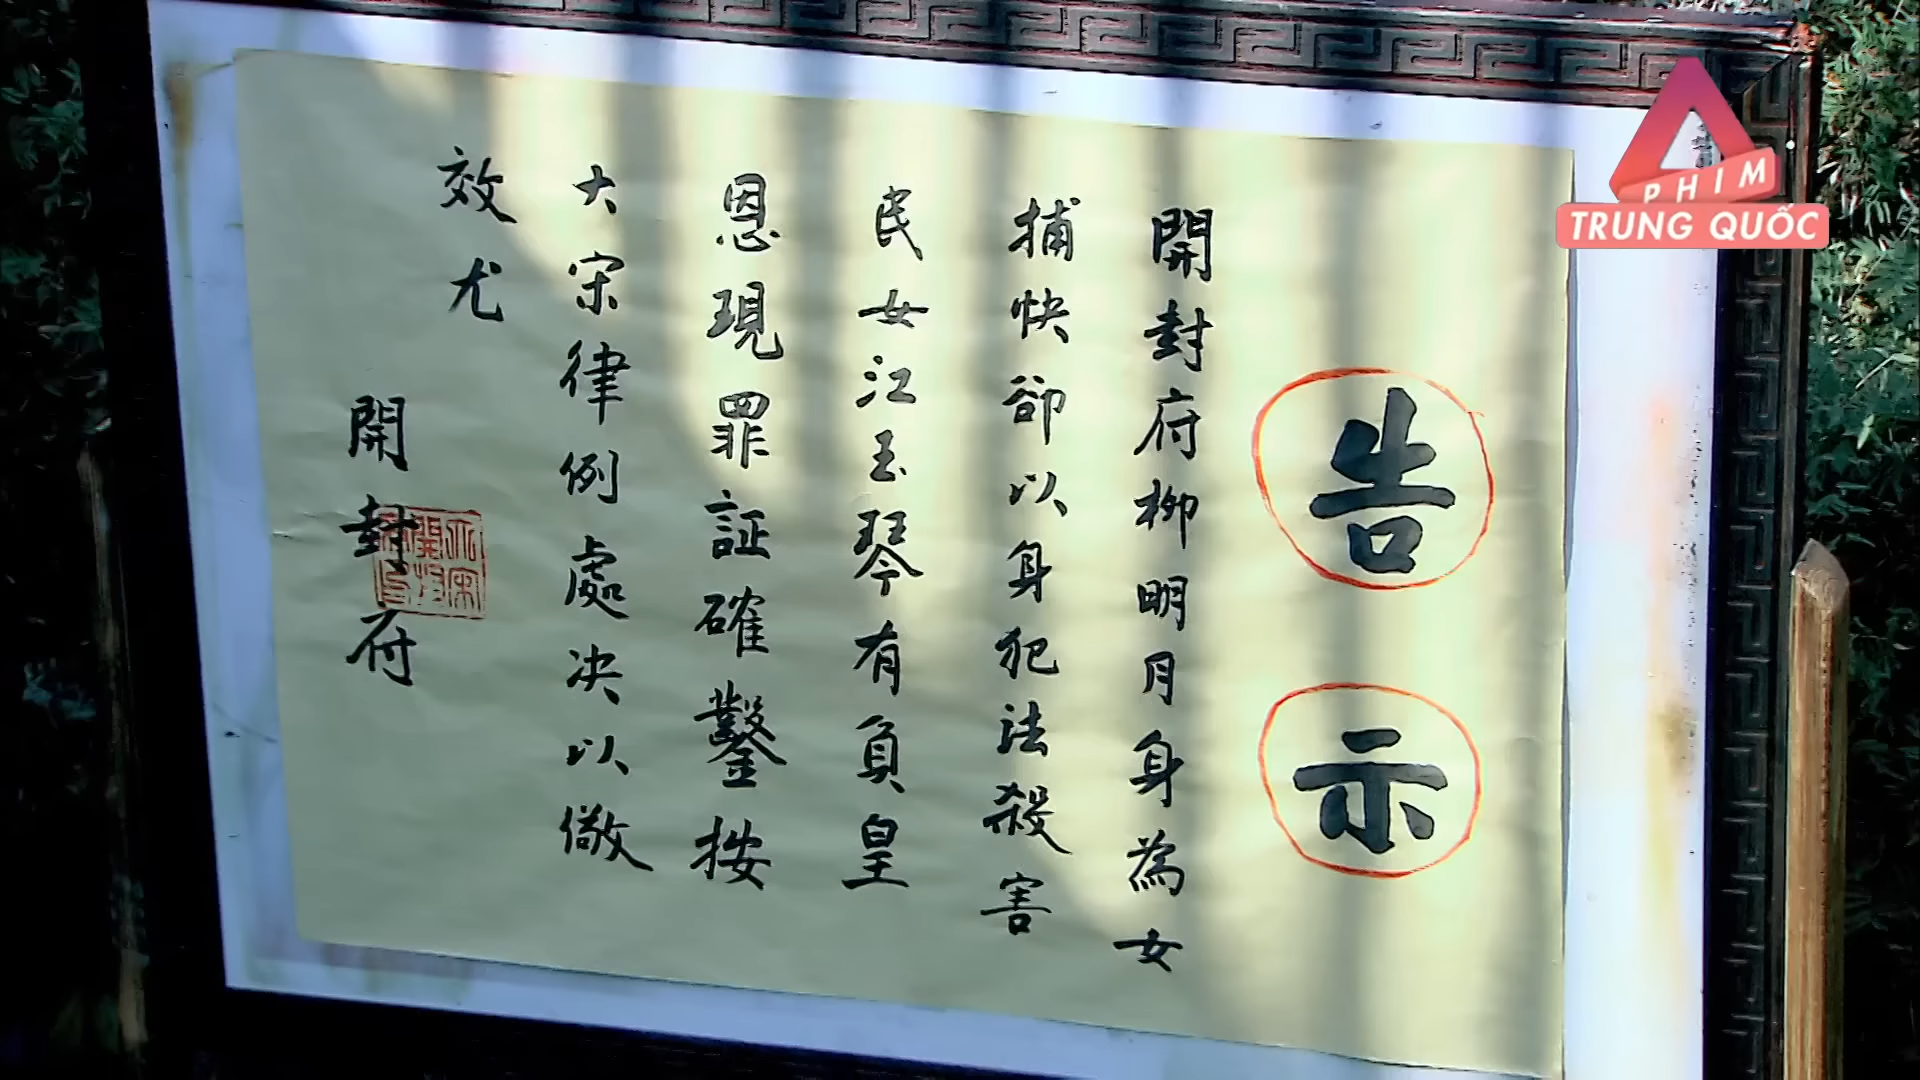 告示
開封府柳明月身為女
捕快卻以身犯法殺害
民女江玉琴有負皇
恩現罪証確鑿按
大宋律例處决以儆
效尤
開封府
PHIM
TRUNG QUỐC